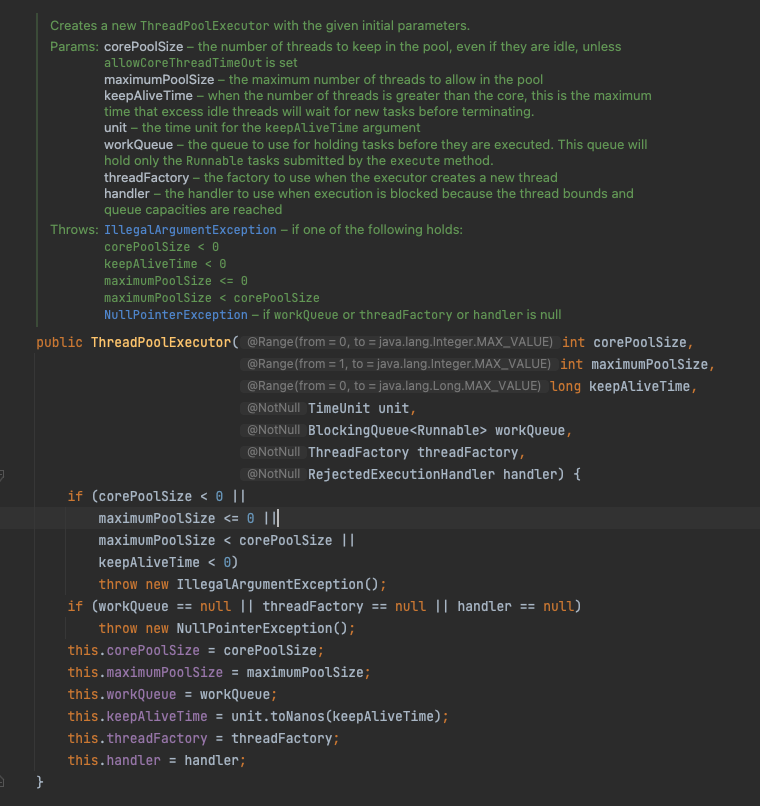 Creates a new ThreadPoolExecutor with the given initial parameters.
Params: corePoolSize – the number of threads to keep in the pool, even if they are idle, unless
allowCoreThreadTimeOut is set
maximumPoolSize – the maximum number of threads to allow in the pool
keepAliveTime – when the number of threads is greater than the core, this is the maximum
time that excess idle threads will wait for new tasks before terminating.
unit – the time unit for the keepAliveTime argument
workQueue – the queue to use for holding tasks before they are executed. This queue will
hold only the Runnable tasks submitted by the execute method.
threadFactory – the factory to use when the executor creates a new thread
handler – the handler to use when execution is blocked because the thread bounds and
queue capacities are reached
Throws: IllegalArgumentException – if one of the following holds:
corePoolSize < 0
keepAliveTime < 0
maximumPoolSize <= 0
maximumPoolSize < corePoolSize
NullPointerException – if workQueue or threadFactory or handler is null
public ThreadPoolExecutor( @Range(from = 0, to = java.lang.Integer.MAX_VALUE) int corePoolSize,
@Range(from = 1, to = java.lang.Integer.MAX_VALUE) int maximumPoolSize,
@Range(from = 0, to = java.lang.Long.MAX_VALUE) long keepAliveTime,
@NotNull TimeUnit unit,
@NotNull BlockingQueue<Runnable> workQueue,
@NotNull ThreadFactory threadFactory,
@NotNull RejectedExecutionHandler handler) {
if (corePoolSize < 0 ||
maximumPoolSize <= 0 ||
maximumPoolSize < corePoolSize ||
keepAliveTime < 0)
throw new IllegalArgumentException();
if (workQueue == null || threadFactory == null || handler == null)
throw new NullPointerException();
this.corePoolSize = corePoolSize;
this.maximumPoolSize = maximumPoolSize;
this.workQueue = workQueue;
this.keepAliveTime = unit.toNanos(keepAliveTime);
this.threadFactory = threadFactory;
this.handler = handler;
}